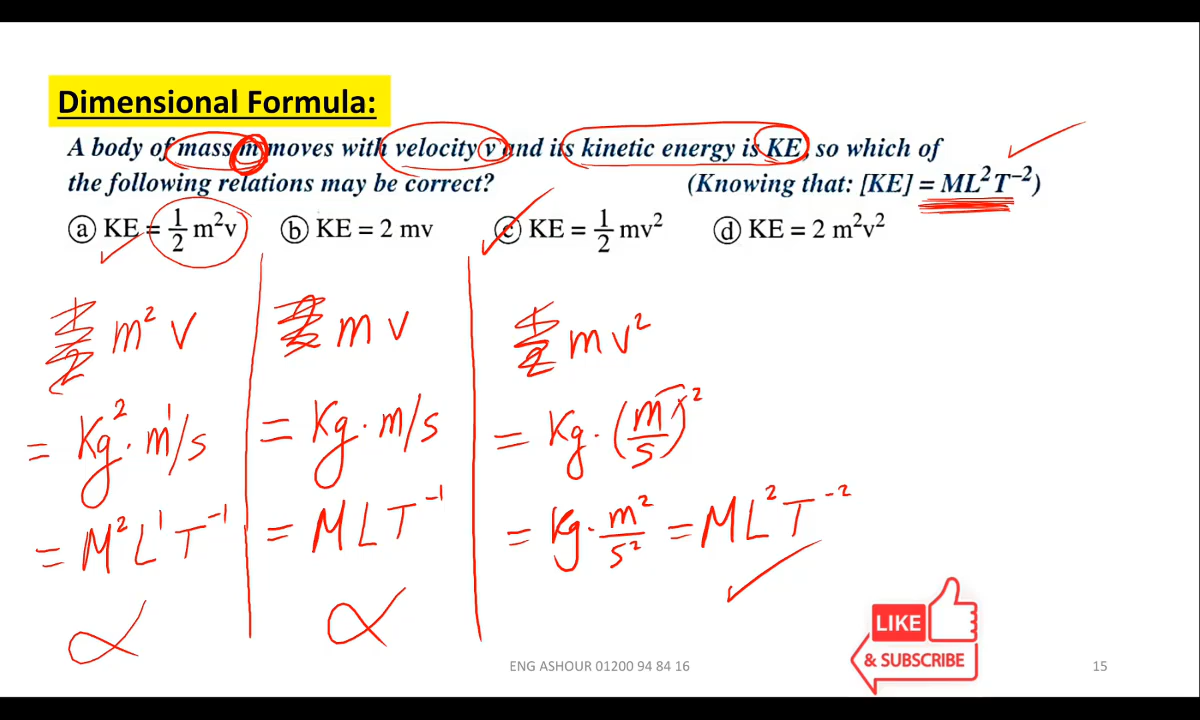 Dimensional Formula:
A body of mass m moves with velocity v and its kinetic energy is KE, so which of
the following relations may be correct? (Knowing that: [KE] = ML²T⁻²)
ⓐ KE = 1/2 m²v ⓑ KE = 2 mv ⓒ KE = 1/2 mv² ⓓ KE = 2 m²v²
1/2 m² v
= Kg² · m¹/s
= M² L¹ T⁻¹
m v
= Kg · m/s
= M L T⁻¹
1/2 m v²
= Kg · (m/s)²
= Kg · m²/s² = M L² T⁻²
LIKE
& SUBSCRIBE
ENG ASHOUR 01200 94 84 16 15